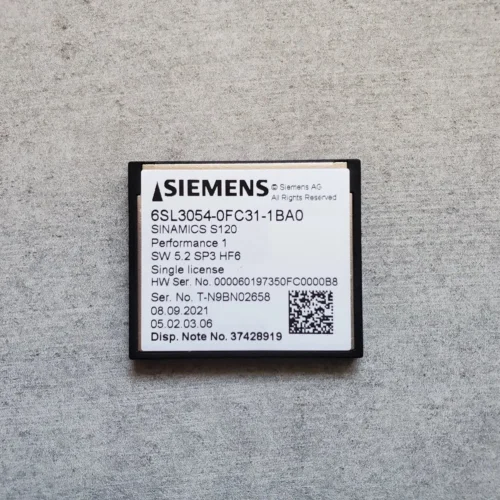 SIEMENS
© Siemens AG
All Rights Reserved
6SL3054-0FC31-1BA0
SINAMICS S120
Performance 1
SW 5.2 SP3 HF6
Single license
HW Ser. No. 000060197350FC0000B8
Ser. No. T-N9BN02658
08.09.2021
05.02.03.06
Disp. Note No. 37428919